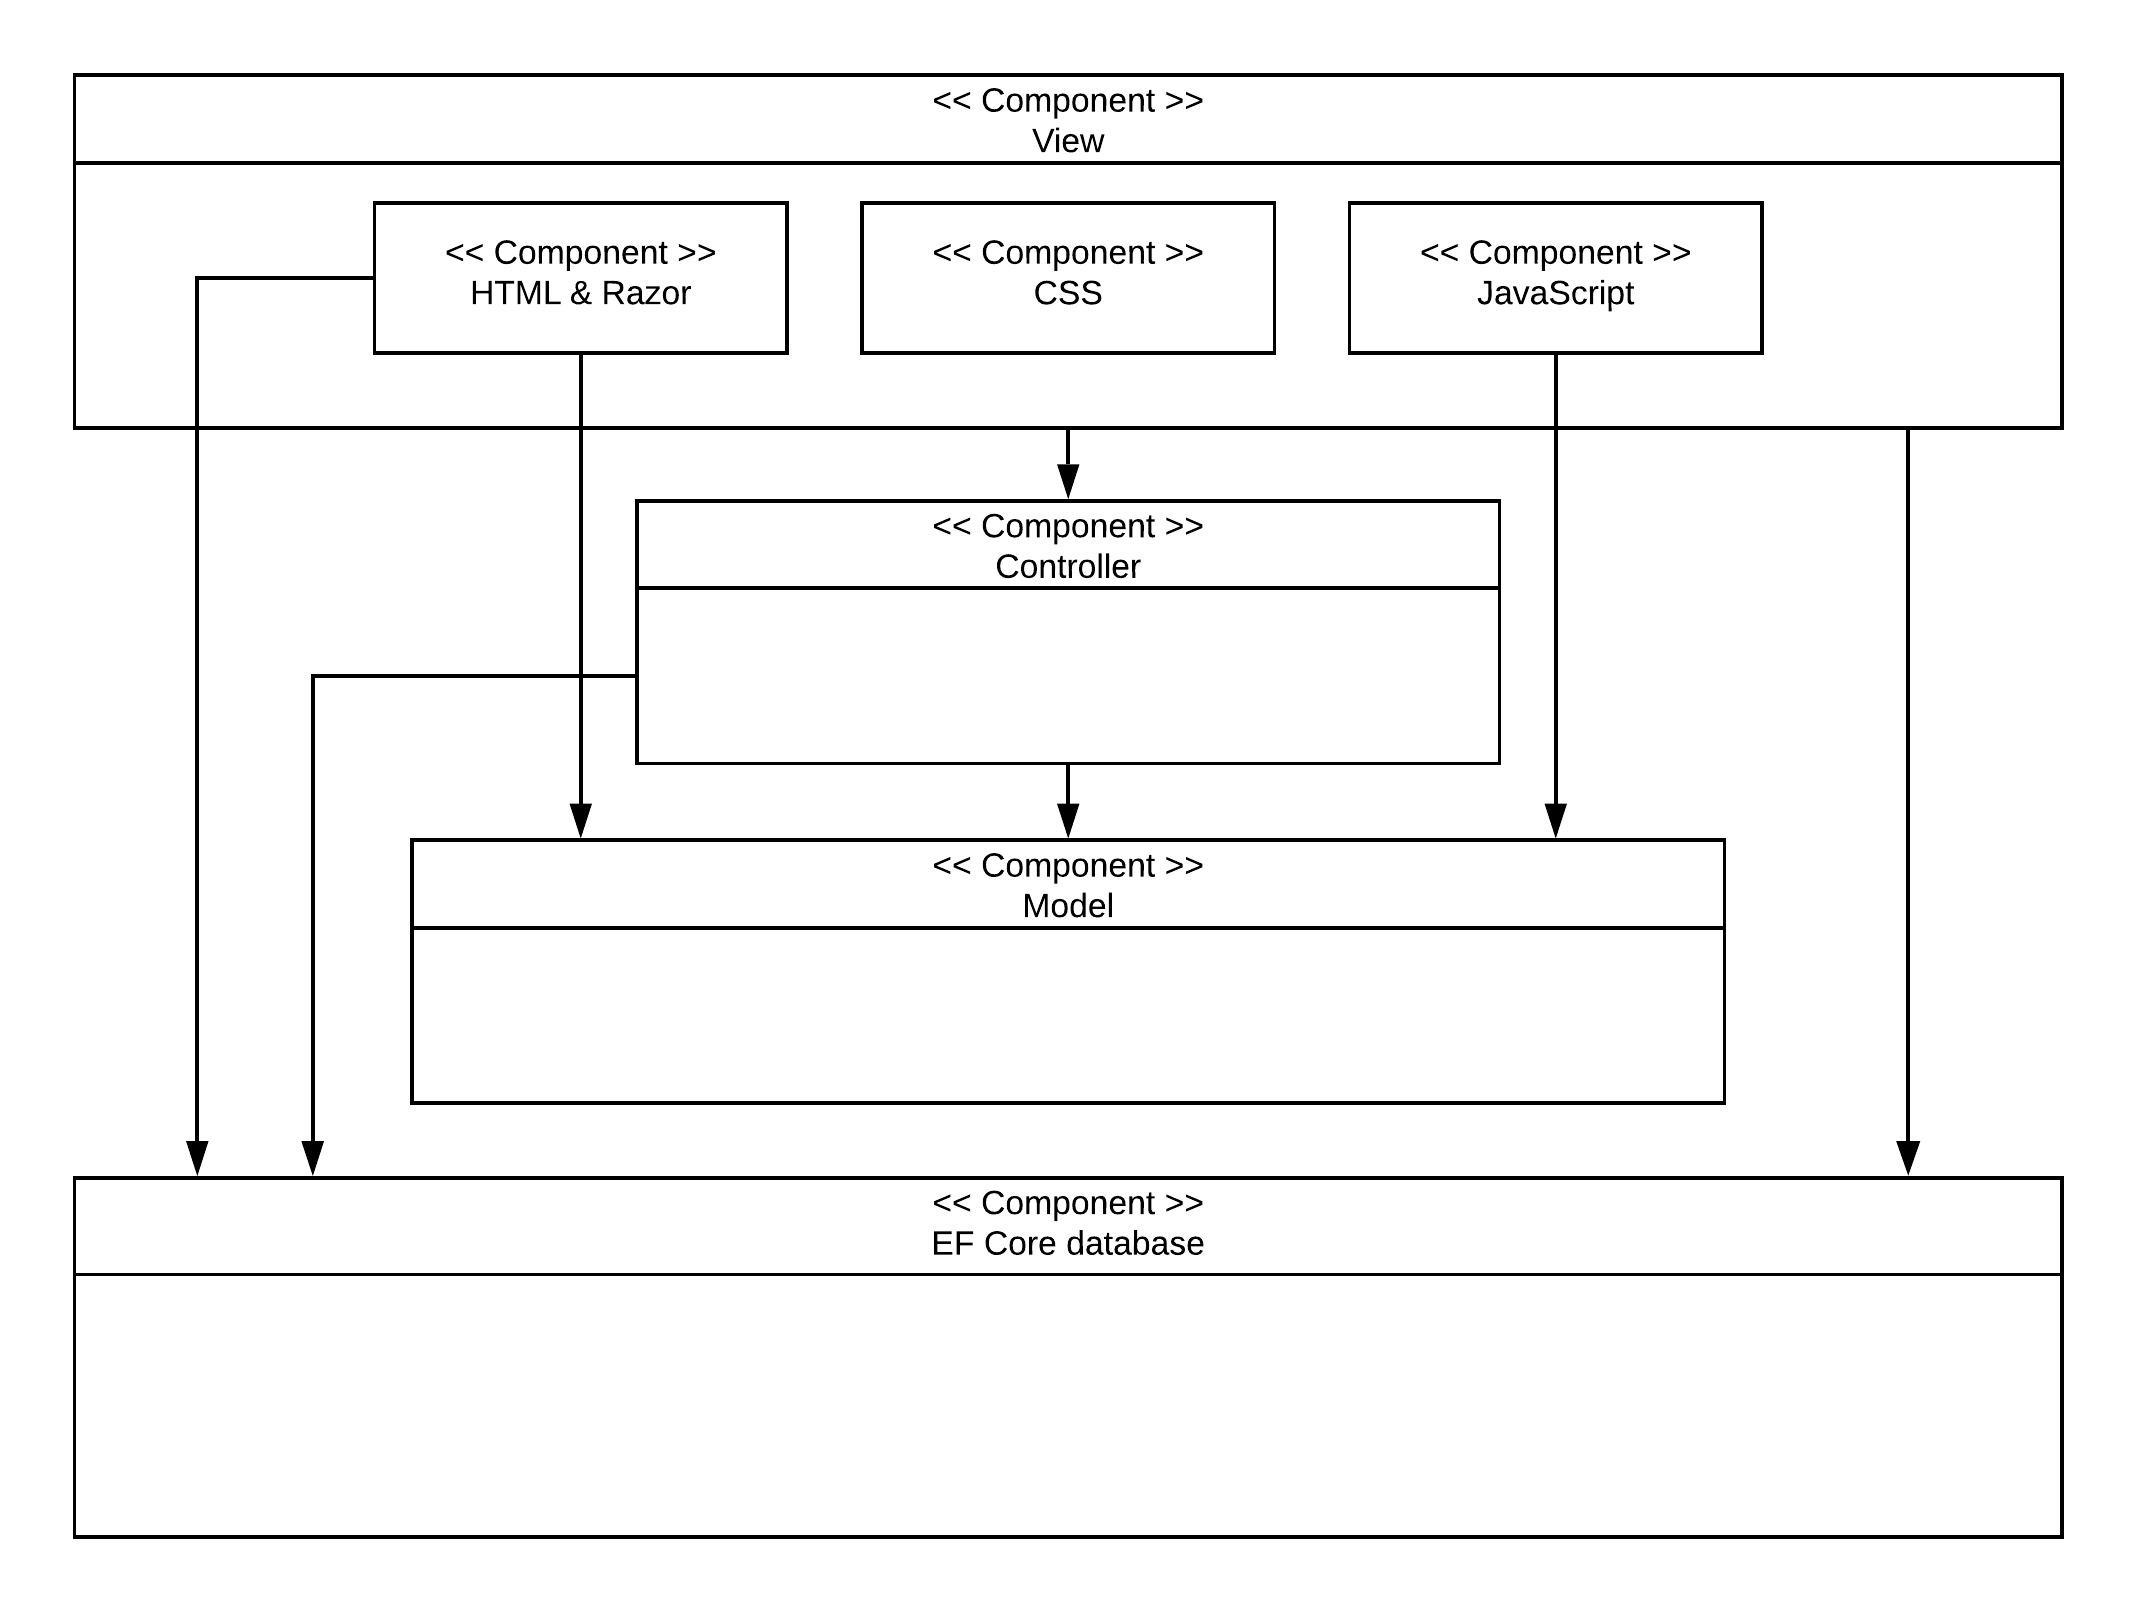 << Component >>
View
<< Component >>
HTML & Razor
<< Component >>
CSS
<< Component >>
JavaScript
<< Component >>
Controller
<< Component >>
Model
<< Component >>
EF Core database